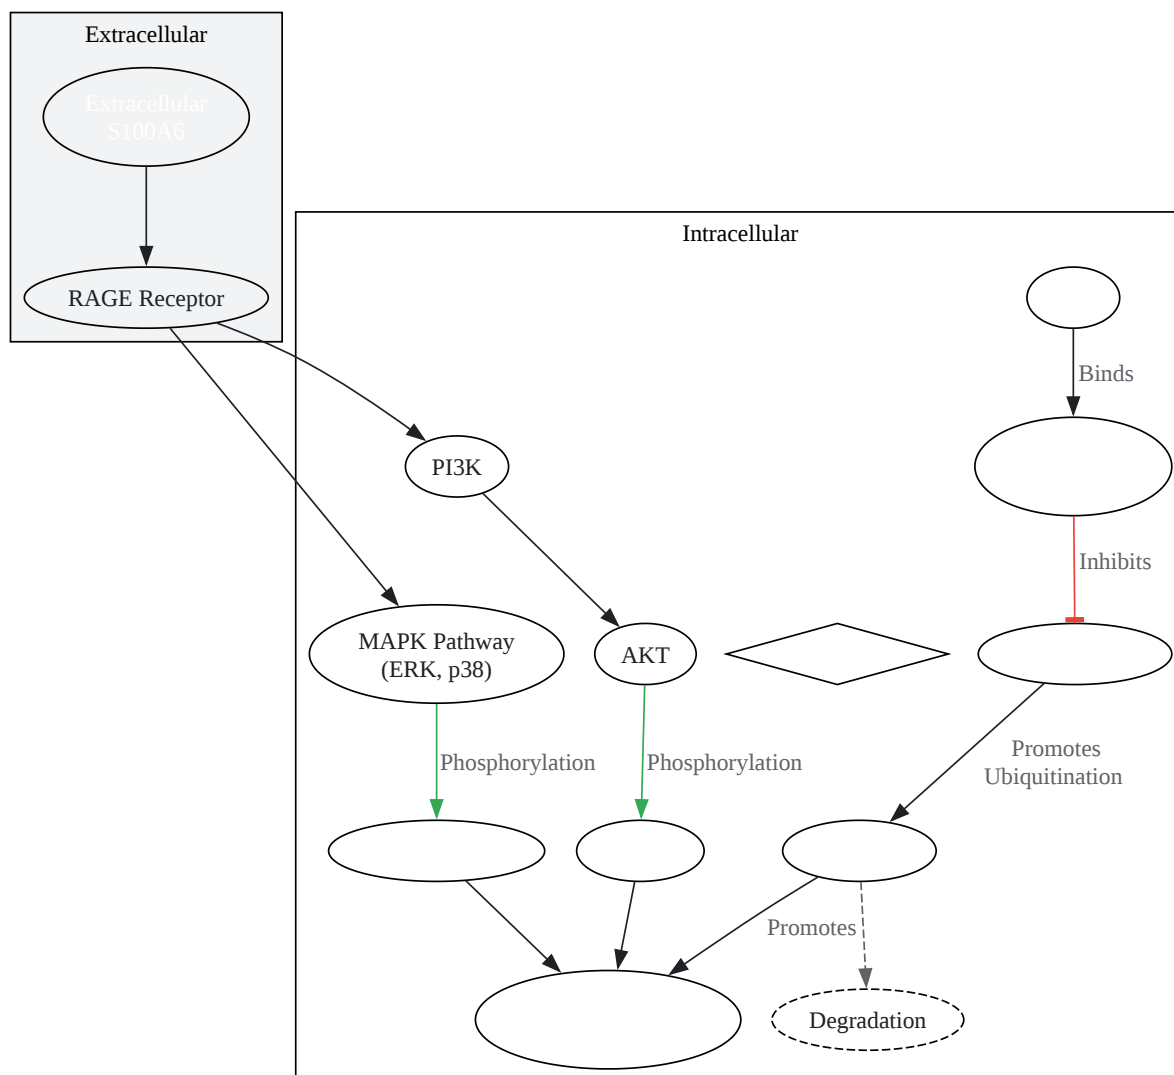 Extracellular
Extracellular
S100A6
RAGE Receptor
Intracellular
Binds
PI3K
Inhibits
MAPK Pathway
(ERK, p38)
AKT
Phosphorylation
Phosphorylation
Promotes
Ubiquitination
Promotes
Degradation